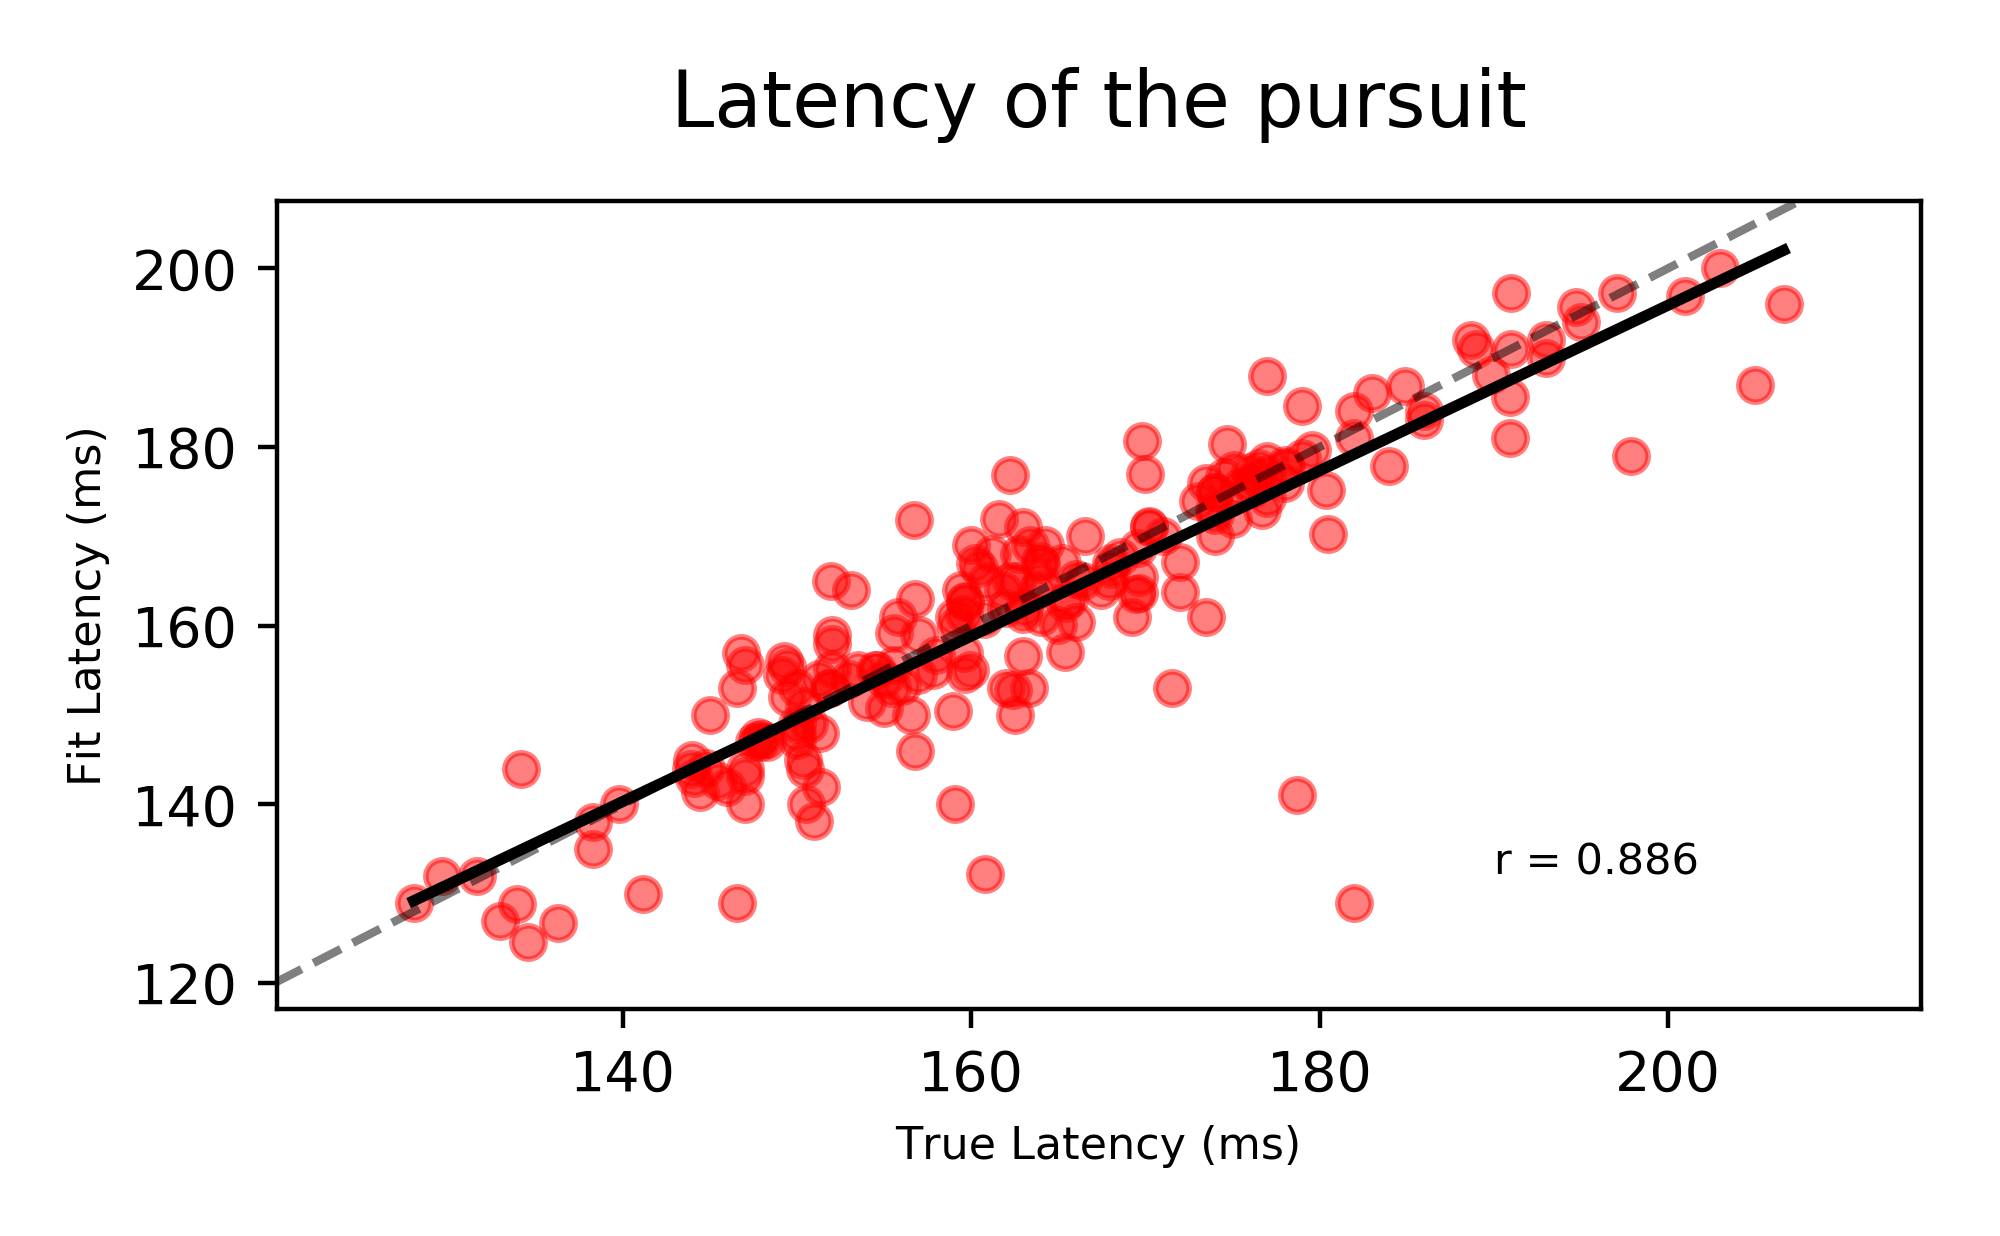 Latency of the pursuit
200
180
160
140
120
Fit Latency (ms)
r = 0.886
140 160 180 200
True Latency (ms)